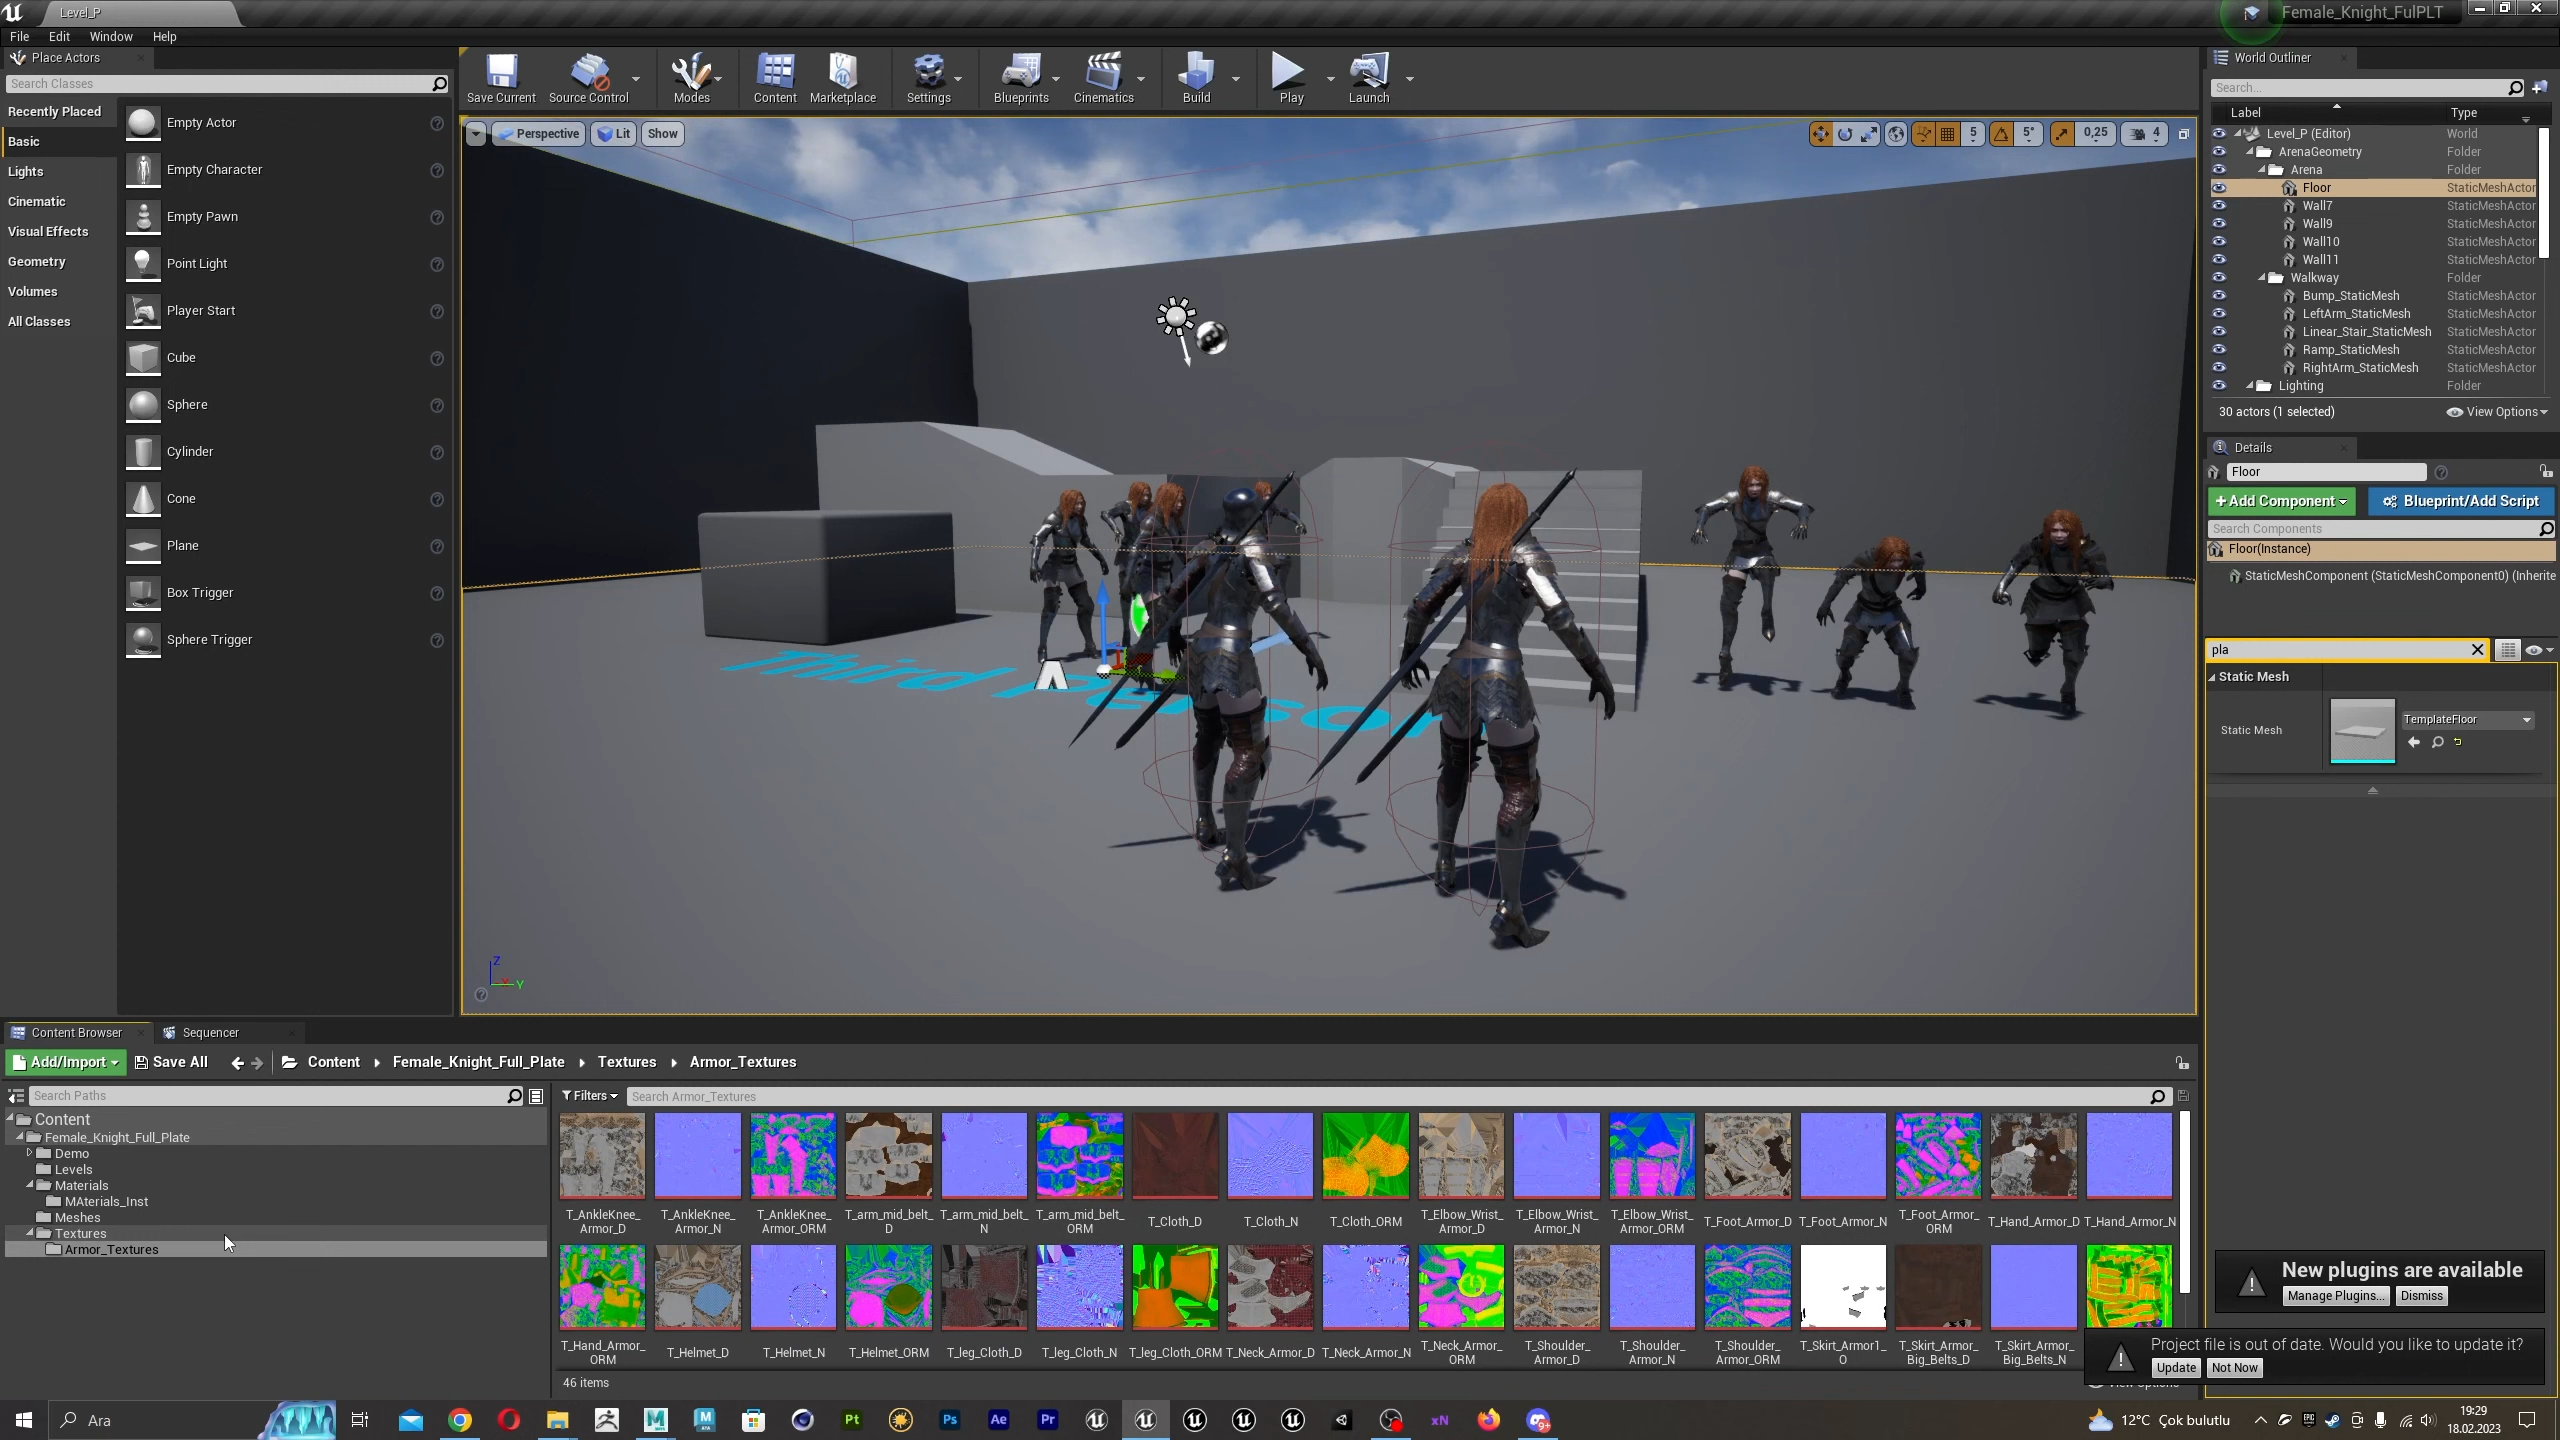 Level_P
Female_Knight_FulPLT
File Edit Window Help
Place Actors
Search Classes
Recently Placed
Basic
Lights
Cinematic
Visual Effects
Geometry
Volumes
All Classes
Empty Actor
Empty Character
Empty Pawn
Point Light
Player Start
Cube
Sphere
Cylinder
Cone
Plane
Box Trigger
Sphere Trigger
Save Current
Source Control
Modes
Content
Marketplace
Settings
Blueprints
Cinematics
Build
Play
Launch
Perspective
Lit
Show
5
5°
0,25
4
Third Person
Z
X
Y
World Outliner
Search...
Label Type
Level_P (Editor) World
ArenaGeometry Folder
Arena Folder
Floor StaticMeshActor
Wall7 StaticMeshActor
Wall9 StaticMeshActor
Wall10 StaticMeshActor
Wall11 StaticMeshActor
Walkway Folder
Bump_StaticMesh StaticMeshActor
LeftArm_StaticMesh StaticMeshActor
Linear_Stair_StaticMesh StaticMeshActor
Ramp_StaticMesh StaticMeshActor
RightArm_StaticMesh StaticMeshActor
Lighting Folder
30 actors (1 selected)
View Options
Details
Floor
+Add Component
Blueprint/Add Script
Search Components
Floor(Instance)
StaticMeshComponent (StaticMeshComponent0) (Inherite
pla
Static Mesh
Static Mesh
TemplateFloor
Content Browser
Sequencer
Add/Import
Save All
Content
Female_Knight_Full_Plate
Textures
Armor_Textures
Search Paths
Content
Female_Knight_Full_Plate
Demo
Levels
Materials
MAterials_Inst
Meshes
Textures
Armor_Textures
Filters
Search Armor_Textures
T_AnkleKnee_
Armor_D
T_AnkleKnee_
Armor_N
T_AnkleKnee_
Armor_ORM
T_arm_mid_belt_
D
T_arm_mid_belt_
N
T_arm_mid_belt_
ORM
T_Cloth_D
T_Cloth_N
T_Cloth_ORM
T_Elbow_Wrist_
Armor_D
T_Elbow_Wrist_
Armor_N
T_Elbow_Wrist_
Armor_ORM
T_Foot_Armor_D
T_Foot_Armor_N
T_Foot_Armor_
ORM
T_Hand_Armor_D
T_Hand_Armor_N
T_Hand_Armor_
ORM
T_Helmet_D
T_Helmet_N
T_Helmet_ORM
T_leg_Cloth_D
T_leg_Cloth_N
T_leg_Cloth_ORM
T_Neck_Armor_D
T_Neck_Armor_N
T_Neck_Armor_
ORM
T_Shoulder_
Armor_D
T_Shoulder_
Armor_N
T_Shoulder_
Armor_ORM
T_Skirt_Armor1_
O
T_Skirt_Armor_
Big_Belts_D
T_Skirt_Armor_
Big_Belts_N
46 items
New plugins are available
Manage Plugins...
Dismiss
Project file is out of date. Would you like to update it?
Update
Not Now
Ara
Pt
Ps
Ae
Pr
xN
9+
12°C Çok bulutlu
19:29
18.02.2023